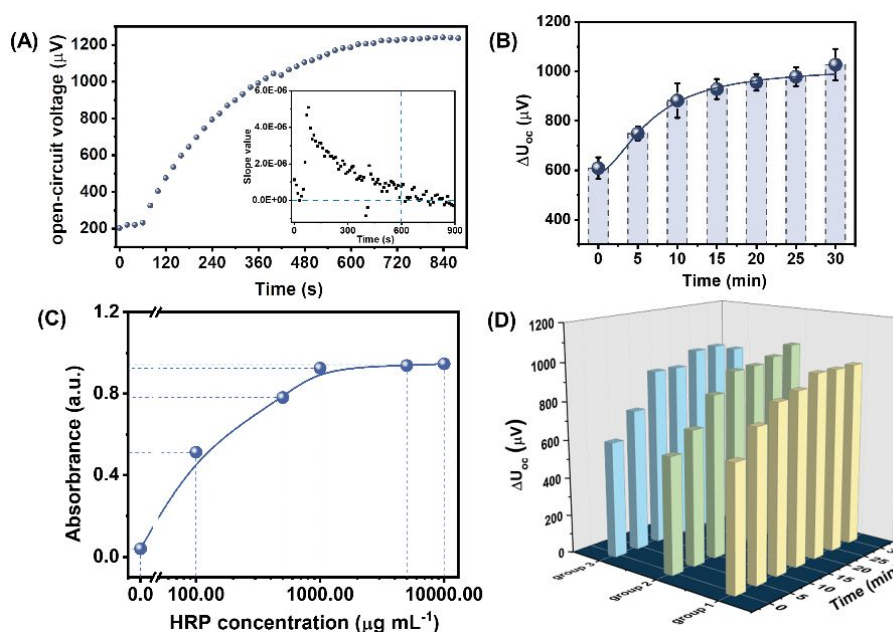 (A)
open-circuit voltage (μV)
1200
1000
800
600
400
200
0 120 240 360 480 600 720 840
Time (s)
Slope value
6.0E-06
4.0E-06
2.0E-06
0.0E+00
0 300 600 900
Time (s)
(B)
ΔUoc (μV)
1200
1000
800
600
400
0 5 10 15 20 25 30
Time (min)
(C)
Absorbrance (a.u.)
1.2
0.8
0.4
0.0
0.0 100.00 1000.00 10000.00
HRP concentration (μg mL⁻¹)
(D)
ΔUoc (μV)
1200
1000
800
600
400
200
0
group 3
group 2
group 1
0 5 10 15 20 25
Time (min